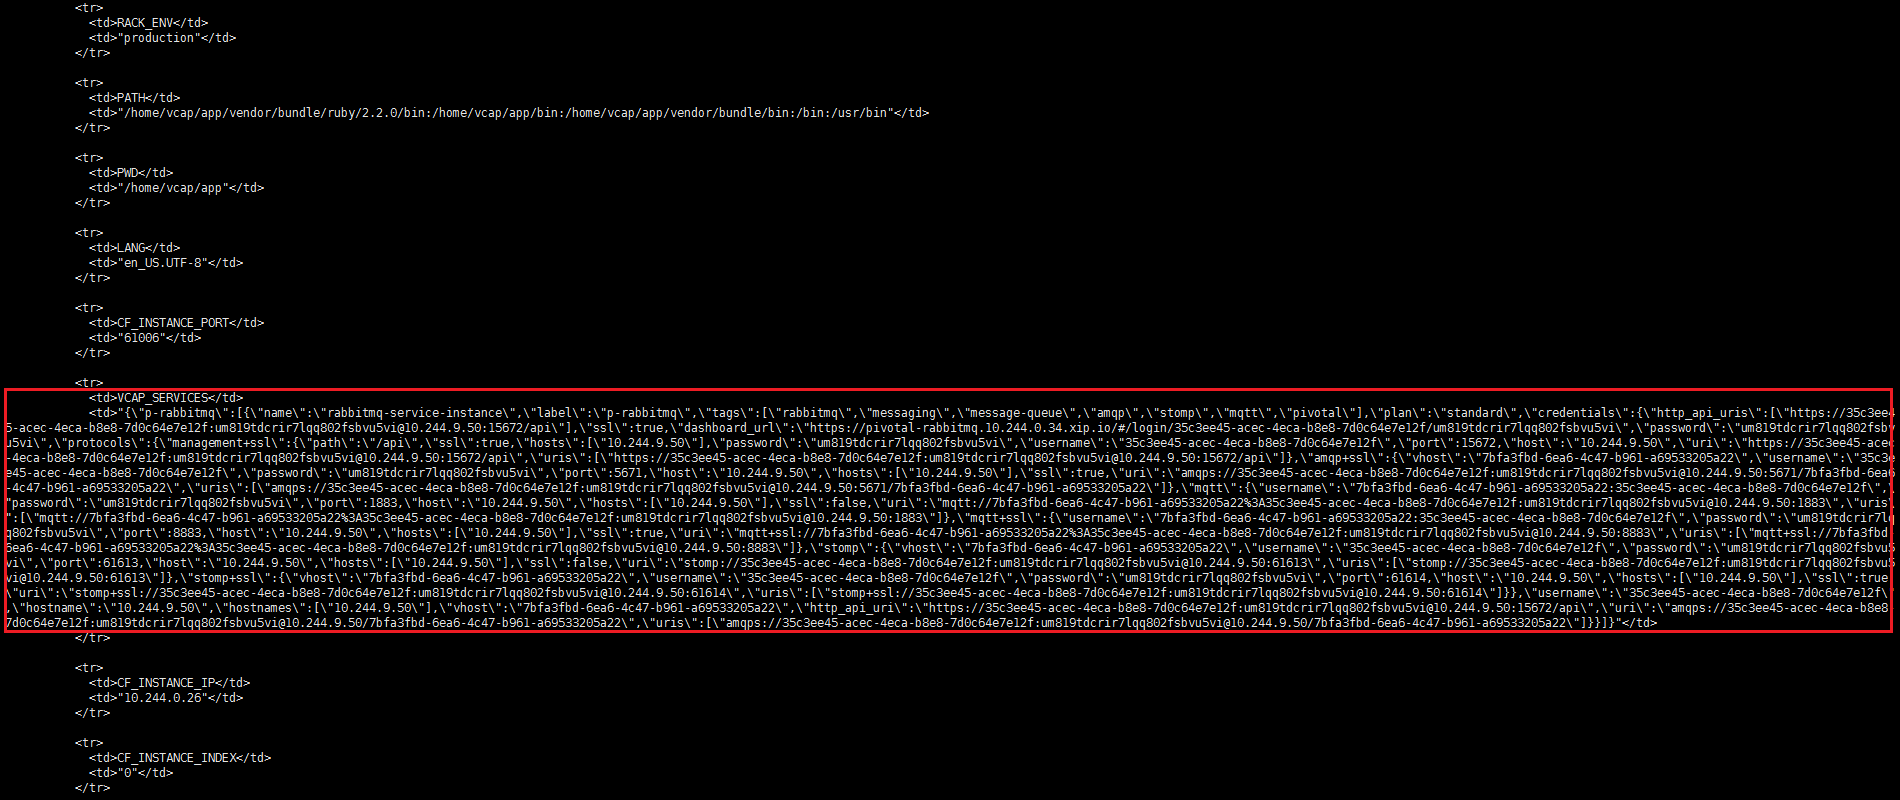 <tr>
<td>RACK_ENV</td>
<td>"production"</td>
</tr>
<tr>
<td>PATH</td>
<td>"/home/vcap/app/vendor/bundle/ruby/2.2.0/bin:/home/vcap/app/bin:/home/vcap/app/vendor/bundle/bin:/bin:/usr/bin"</td>
</tr>
<tr>
<td>PWD</td>
<td>"/home/vcap/app"</td>
</tr>
<tr>
<td>LANG</td>
<td>"en_US.UTF-8"</td>
</tr>
<tr>
<td>CF_INSTANCE_PORT</td>
<td>"61006"</td>
</tr>
<tr>
<td>VCAP_SERVICES</td>
<td>"{\"p-rabbitmq\":[{\"name\":\"rabbitmq-service-instance\",\"label\":\"p-rabbitmq\",\"tags\":[\"rabbitmq\",\"messaging\",\"message-queue\",\"amqp\",\"stomp\",\"mqtt\",\"pivotal\"],\"plan\":\"standard\",\"credentials\":{\"http_api_uris\":[\"https://35c3ee4
5-acec-4eca-b8e8-7d0c64e7e12f:um819tdcrir7lqq802fsbvu5vi@10.244.9.50:15672/api\"],\"ssl\":true,\"dashboard_url\":\"https://pivotal-rabbitmq.10.244.0.34.xip.io/#/login/35c3ee45-acec-4eca-b8e8-7d0c64e7e12f/um819tdcrir7lqq802fsbvu5vi\",\"password\":\"um819tdcrir7lqq802fsbv
u5vi\",\"protocols\":{\"management+ssl\":{\"path\":\"/api\",\"ssl\":true,\"hosts\":[\"10.244.9.50\"],\"password\":\"um819tdcrir7lqq802fsbvu5vi\",\"username\":\"35c3ee45-acec-4eca-b8e8-7d0c64e7e12f\",\"port\":15672,\"host\":\"10.244.9.50\",\"uri\":\"https://35c3ee45-acec
-4eca-b8e8-7d0c64e7e12f:um819tdcrir7lqq802fsbvu5vi@10.244.9.50:15672/api\",\"uris\":[\"https://35c3ee45-acec-4eca-b8e8-7d0c64e7e12f:um819tdcrir7lqq802fsbvu5vi@10.244.9.50:15672/api\"]},\"amqp+ssl\":{\"vhost\":\"7bfa3fbd-6ea6-4c47-b961-a69533205a22\",\"username\":\"35c3e
e45-acec-4eca-b8e8-7d0c64e7e12f\",\"password\":\"um819tdcrir7lqq802fsbvu5vi\",\"port\":5671,\"host\":\"10.244.9.50\",\"hosts\":[\"10.244.9.50\"],\"ssl\":true,\"uri\":\"amqps://35c3ee45-acec-4eca-b8e8-7d0c64e7e12f:um819tdcrir7lqq802fsbvu5vi@10.244.9.50:5671/7bfa3fbd-6ea6
-4c47-b961-a69533205a22\",\"uris\":[\"amqps://35c3ee45-acec-4eca-b8e8-7d0c64e7e12f:um819tdcrir7lqq802fsbvu5vi@10.244.9.50:5671/7bfa3fbd-6ea6-4c47-b961-a69533205a22\"]},\"mqtt\":{\"username\":\"7bfa3fbd-6ea6-4c47-b961-a69533205a22:35c3ee45-acec-4eca-b8e8-7d0c64e7e12f\",\
"password\":\"um819tdcrir7lqq802fsbvu5vi\",\"port\":1883,\"host\":\"10.244.9.50\",\"hosts\":[\"10.244.9.50\"],\"ssl\":false,\"uri\":\"mqtt://7bfa3fbd-6ea6-4c47-b961-a69533205a22%3A35c3ee45-acec-4eca-b8e8-7d0c64e7e12f:um819tdcrir7lqq802fsbvu5vi@10.244.9.50:1883\",\"uris\"
:[\"mqtt://7bfa3fbd-6ea6-4c47-b961-a69533205a22%3A35c3ee45-acec-4eca-b8e8-7d0c64e7e12f:um819tdcrir7lqq802fsbvu5vi@10.244.9.50:1883\"]},\"mqtt+ssl\":{\"username\":\"7bfa3fbd-6ea6-4c47-b961-a69533205a22:35c3ee45-acec-4eca-b8e8-7d0c64e7e12f\",\"password\":\"um819tdcrir7lq
q802fsbvu5vi\",\"port\":8883,\"host\":\"10.244.9.50\",\"hosts\":[\"10.244.9.50\"],\"ssl\":true,\"uri\":\"mqtt+ssl://7bfa3fbd-6ea6-4c47-b961-a69533205a22%3A35c3ee45-acec-4eca-b8e8-7d0c64e7e12f:um819tdcrir7lqq802fsbvu5vi@10.244.9.50:8883\",\"uris\":[\"mqtt+ssl://7bfa3fbd-
6ea6-4c47-b961-a69533205a22%3A35c3ee45-acec-4eca-b8e8-7d0c64e7e12f:um819tdcrir7lqq802fsbvu5vi@10.244.9.50:8883\"]},\"stomp\":{\"vhost\":\"7bfa3fbd-6ea6-4c47-b961-a69533205a22\",\"username\":\"35c3ee45-acec-4eca-b8e8-7d0c64e7e12f\",\"password\":\"um819tdcrir7lqq802fsbvu5
vi\",\"port\":61613,\"host\":\"10.244.9.50\",\"hosts\":[\"10.244.9.50\"],\"ssl\":false,\"uri\":\"stomp://35c3ee45-acec-4eca-b8e8-7d0c64e7e12f:um819tdcrir7lqq802fsbvu5vi@10.244.9.50:61613\",\"uris\":[\"stomp://35c3ee45-acec-4eca-b8e8-7d0c64e7e12f:um819tdcrir7lqq802fsbvu5
vi@10.244.9.50:61613\"]},\"stomp+ssl\":{\"vhost\":\"7bfa3fbd-6ea6-4c47-b961-a69533205a22\",\"username\":\"35c3ee45-acec-4eca-b8e8-7d0c64e7e12f\",\"password\":\"um819tdcrir7lqq802fsbvu5vi\",\"port\":61614,\"host\":\"10.244.9.50\",\"hosts\":[\"10.244.9.50\"],\"ssl\":true,
\"uri\":\"stomp+ssl://35c3ee45-acec-4eca-b8e8-7d0c64e7e12f:um819tdcrir7lqq802fsbvu5vi@10.244.9.50:61614\",\"uris\":[\"stomp+ssl://35c3ee45-acec-4eca-b8e8-7d0c64e7e12f:um819tdcrir7lqq802fsbvu5vi@10.244.9.50:61614\"]}},\"username\":\"35c3ee45-acec-4eca-b8e8-7d0c64e7e12f\"
,\"hostname\":\"10.244.9.50\",\"hostnames\":[\"10.244.9.50\"],\"vhost\":\"7bfa3fbd-6ea6-4c47-b961-a69533205a22\",\"http_api_uri\":\"https://35c3ee45-acec-4eca-b8e8-7d0c64e7e12f:um819tdcrir7lqq802fsbvu5vi@10.244.9.50:15672/api\",\"uri\":\"amqps://35c3ee45-acec-4eca-b8e8-
7d0c64e7e12f:um819tdcrir7lqq802fsbvu5vi@10.244.9.50/7bfa3fbd-6ea6-4c47-b961-a69533205a22\",\"uris\":[\"amqps://35c3ee45-acec-4eca-b8e8-7d0c64e7e12f:um819tdcrir7lqq802fsbvu5vi@10.244.9.50/7bfa3fbd-6ea6-4c47-b961-a69533205a22\"]}}]}"</td>
</tr>
<tr>
<td>CF_INSTANCE_IP</td>
<td>"10.244.0.26"</td>
</tr>
<tr>
<td>CF_INSTANCE_INDEX</td>
<td>"0"</td>
</tr>